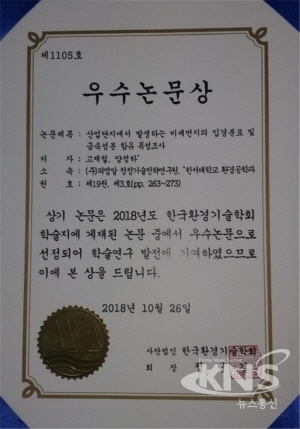 제1105호
우수논문상
논문제목 : 산업단지에서 발생하는 미세먼지의 입경분포 및
금속성분 함유 특성조사
저 자 : 고재철, 양정하*
소 속 : 청정기술연구원, *한서대학교 환경공학과
권 호 : 제19권, 제3호(pp. 263~273)
상기 논문은 2018년도 한국환경기술학회
학술지에 게재된 논문 중에서 우수논문으로
선정되어 학술연구 발전에 기여하였으므로
이에 본 상을 드립니다.
2018년 10월 26일
사단법인 한국환경기술학회
회 장
KNS
뉴스통신